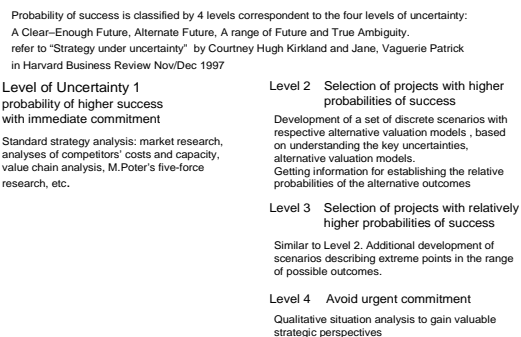 Probability of success is classified by 4 levels correspondent to the four levels of uncertainty:
A Clear–Enough Future, Alternate Future, A range of Future and True Ambiguity.
refer to “Strategy under uncertainty” by Courtney Hugh Kirkland and Jane, Vaguerie Patrick
in Harvard Business Review Nov/Dec 1997
Level of Uncertainty 1
probability of higher success
with immediate commitment
Standard strategy analysis: market research,
analyses of competitors’ costs and capacity,
value chain analysis, M.Poter’s five-force
research, etc.
Level 2 Selection of projects with higher
probabilities of success
Development of a set of discrete scenarios with
respective alternative valuation models , based
on understanding the key uncertainties,
alternative valuation models.
Getting information for establishing the relative
probabilities of the alternative outcomes
Level 3 Selection of projects with relatively
higher probabilities of success
Similar to Level 2. Additional development of
scenarios describing extreme points in the range
of possible outcomes.
Level 4 Avoid urgent commitment
Qualitative situation analysis to gain valuable
strategic perspectives